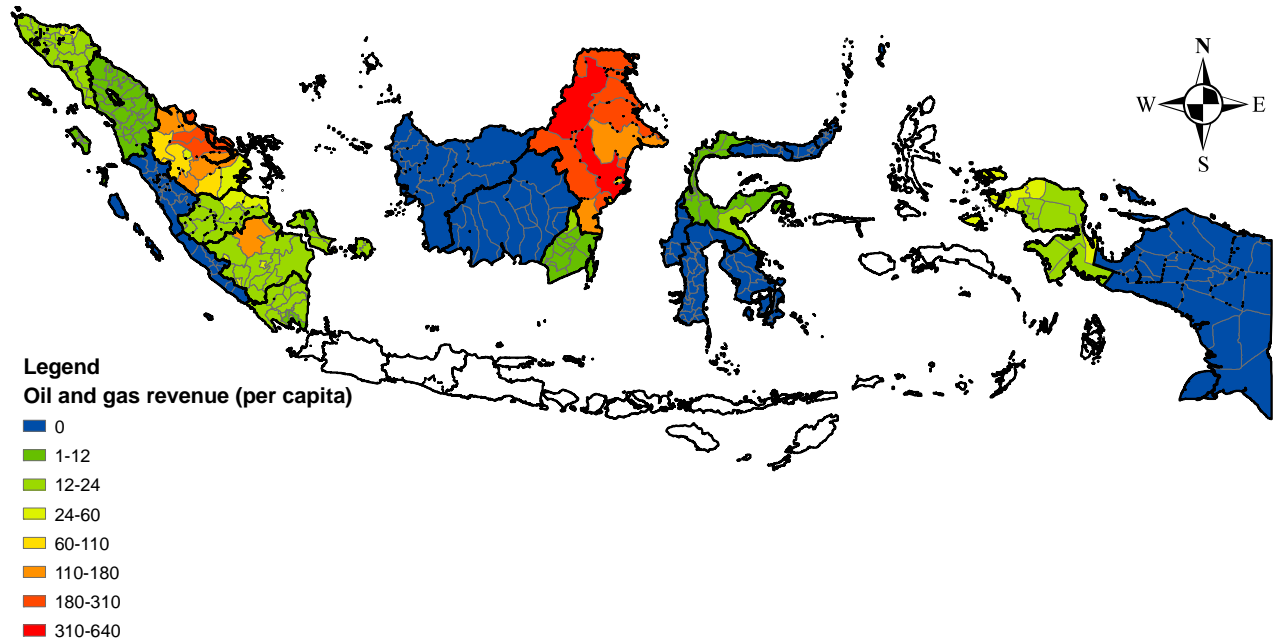 N
W E
S
Legend
Oil and gas revenue (per capita)
0
1-12
12-24
24-60
60-110
110-180
180-310
310-640